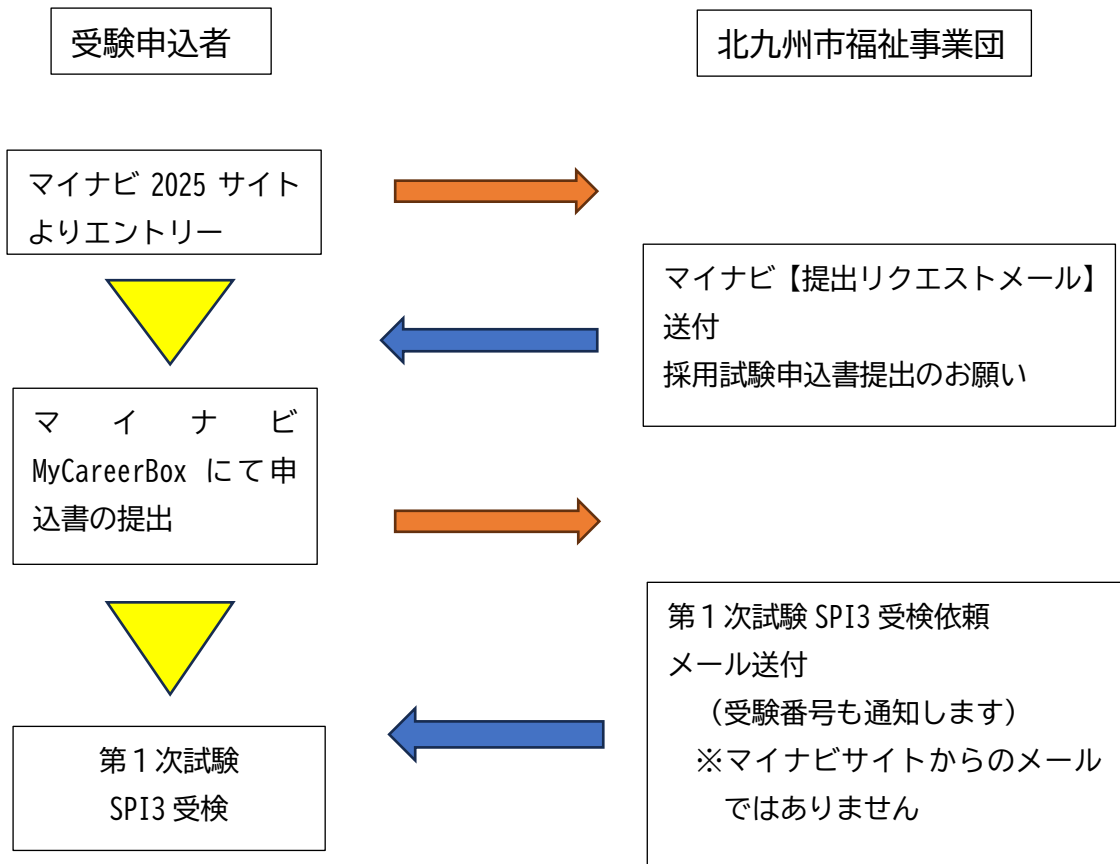 受験申込者
北九州市福祉事業団
マイナビ 2025 サイト
よりエントリー
マイナビ【提出リクエストメール】
送付
採用試験申込書提出のお願い
マイナビ
MyCareerBox にて申
込書の提出
第１次試験 SPI3 受検依頼
メール送付
（受験番号も通知します）
※マイナビサイトからのメール
ではありません
第１次試験
SPI3 受検